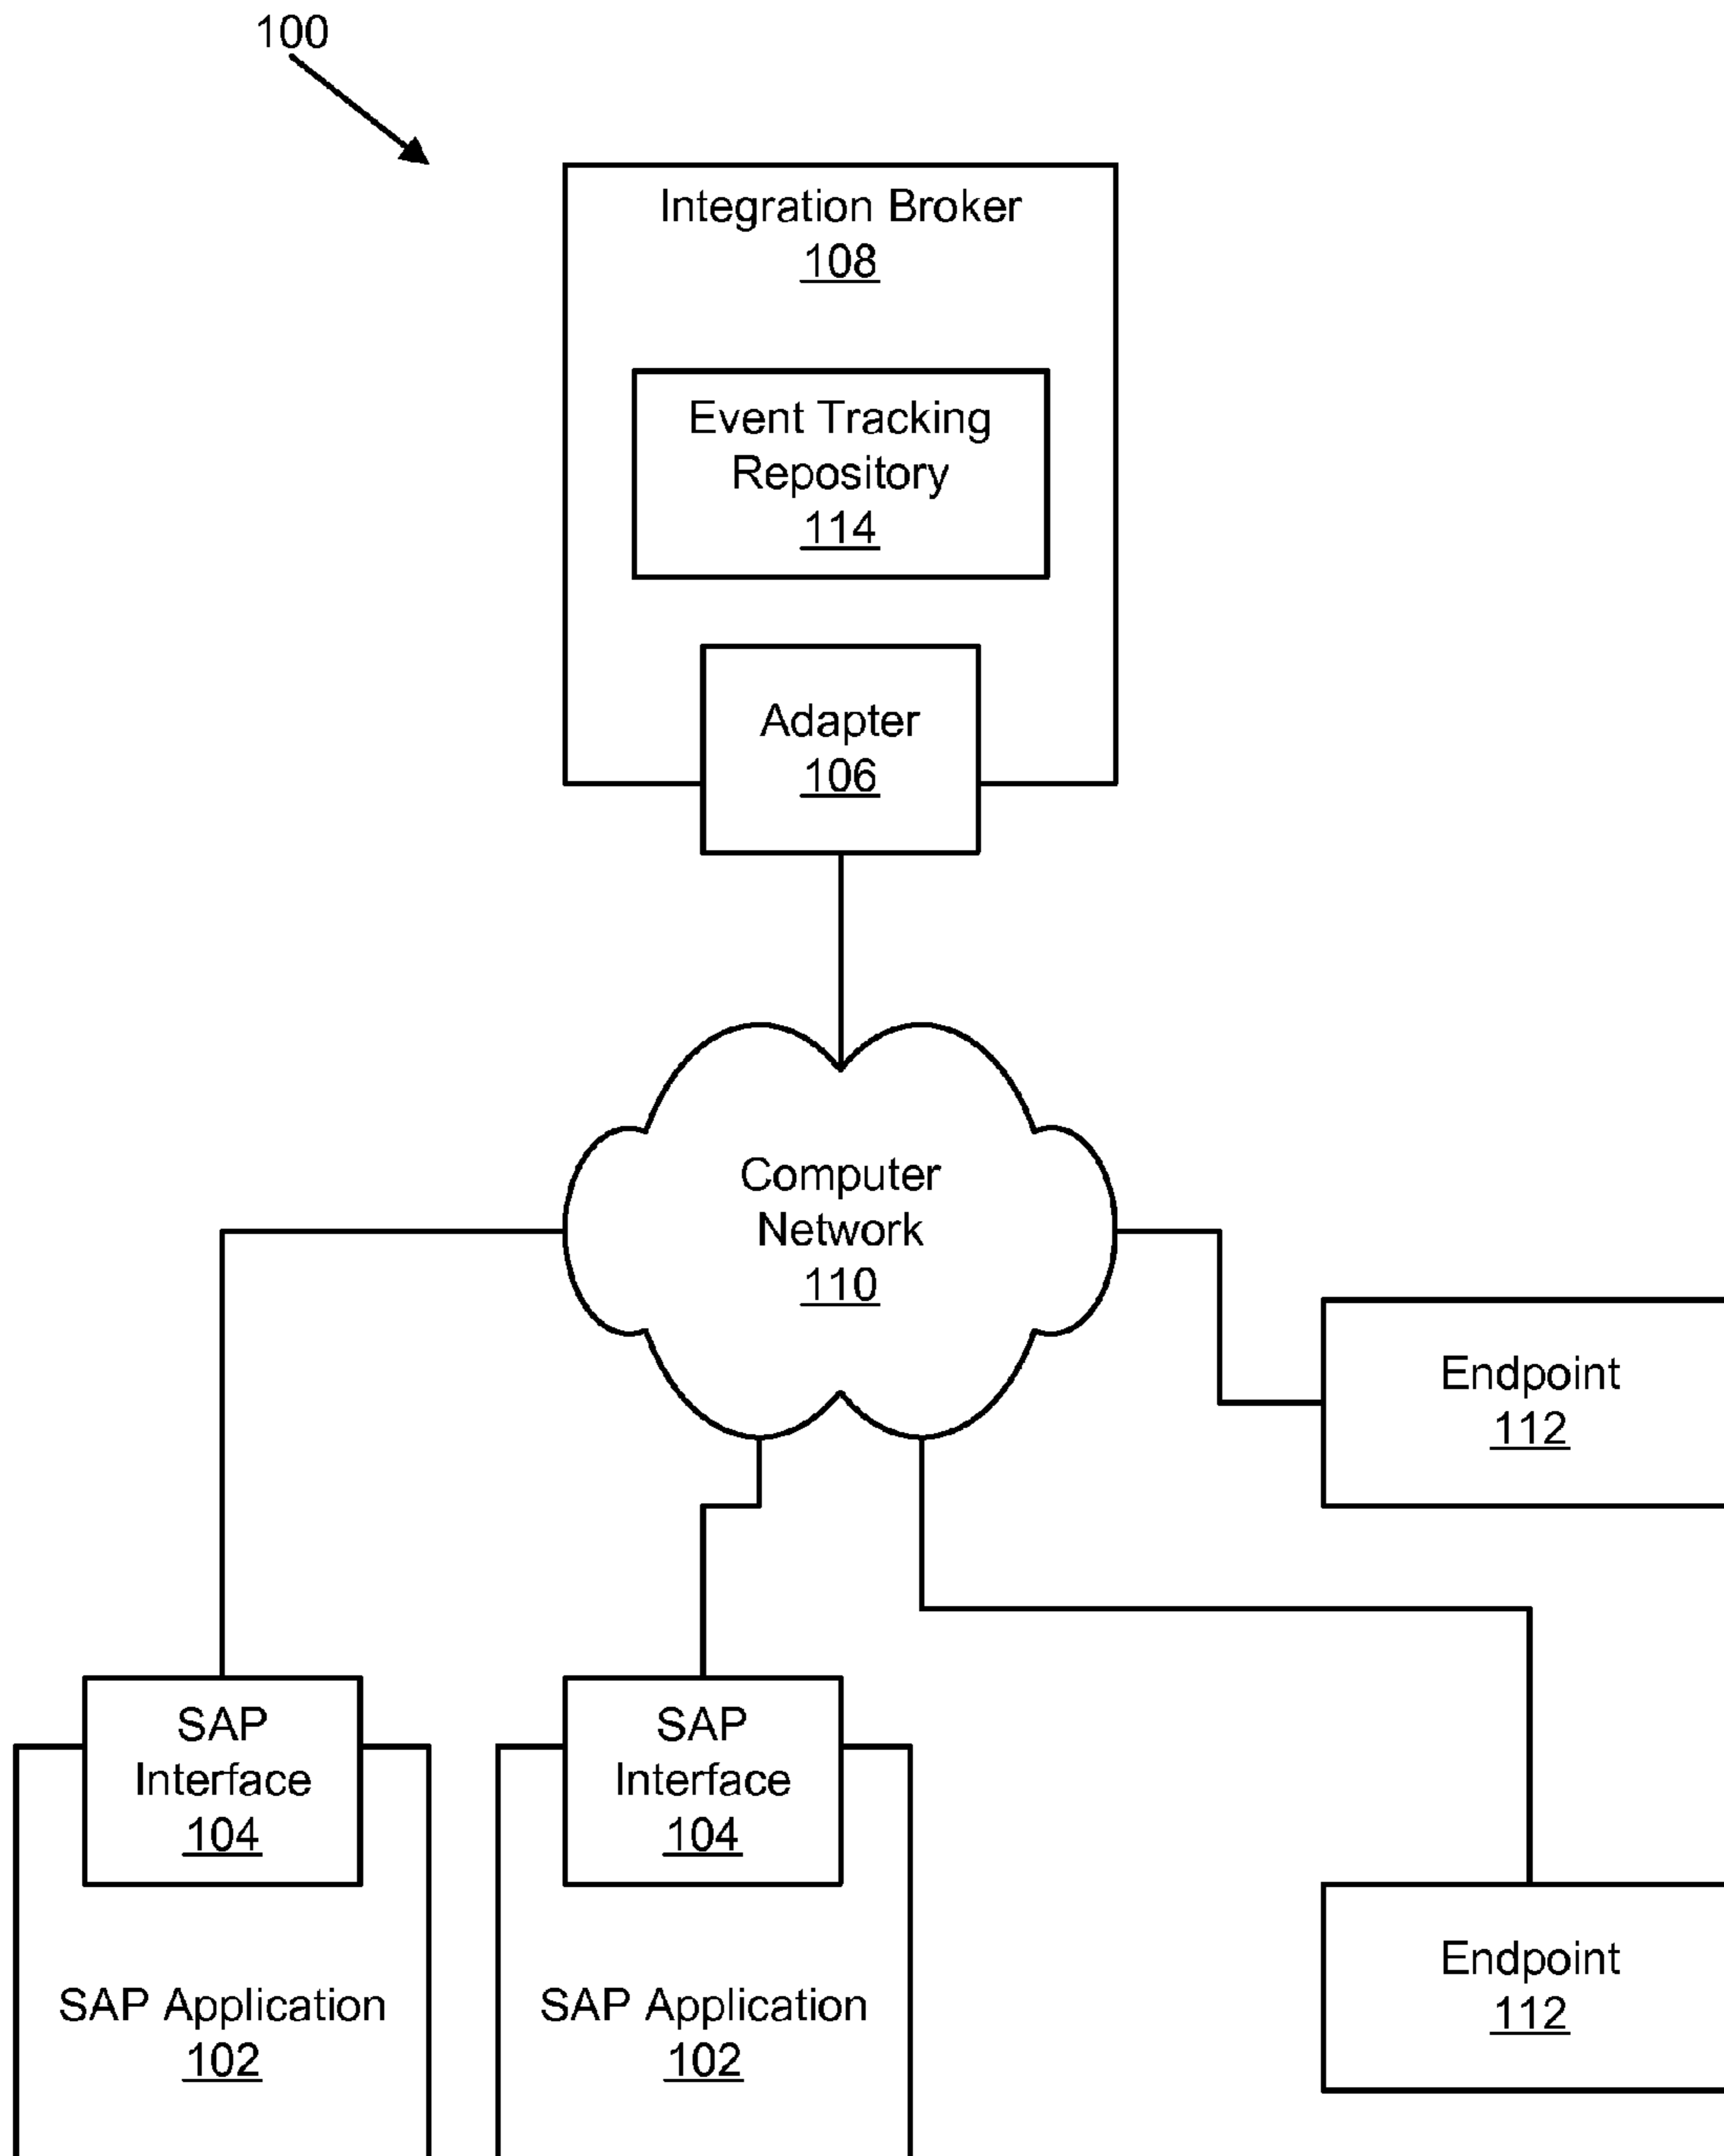 100
Integration Broker
108
Event Tracking
Repository
114
Adapter
106
Computer
Network
110
Endpoint
112
SAP
Interface
104
SAP Application
102
SAP
Interface
104
SAP Application
102
Endpoint
112